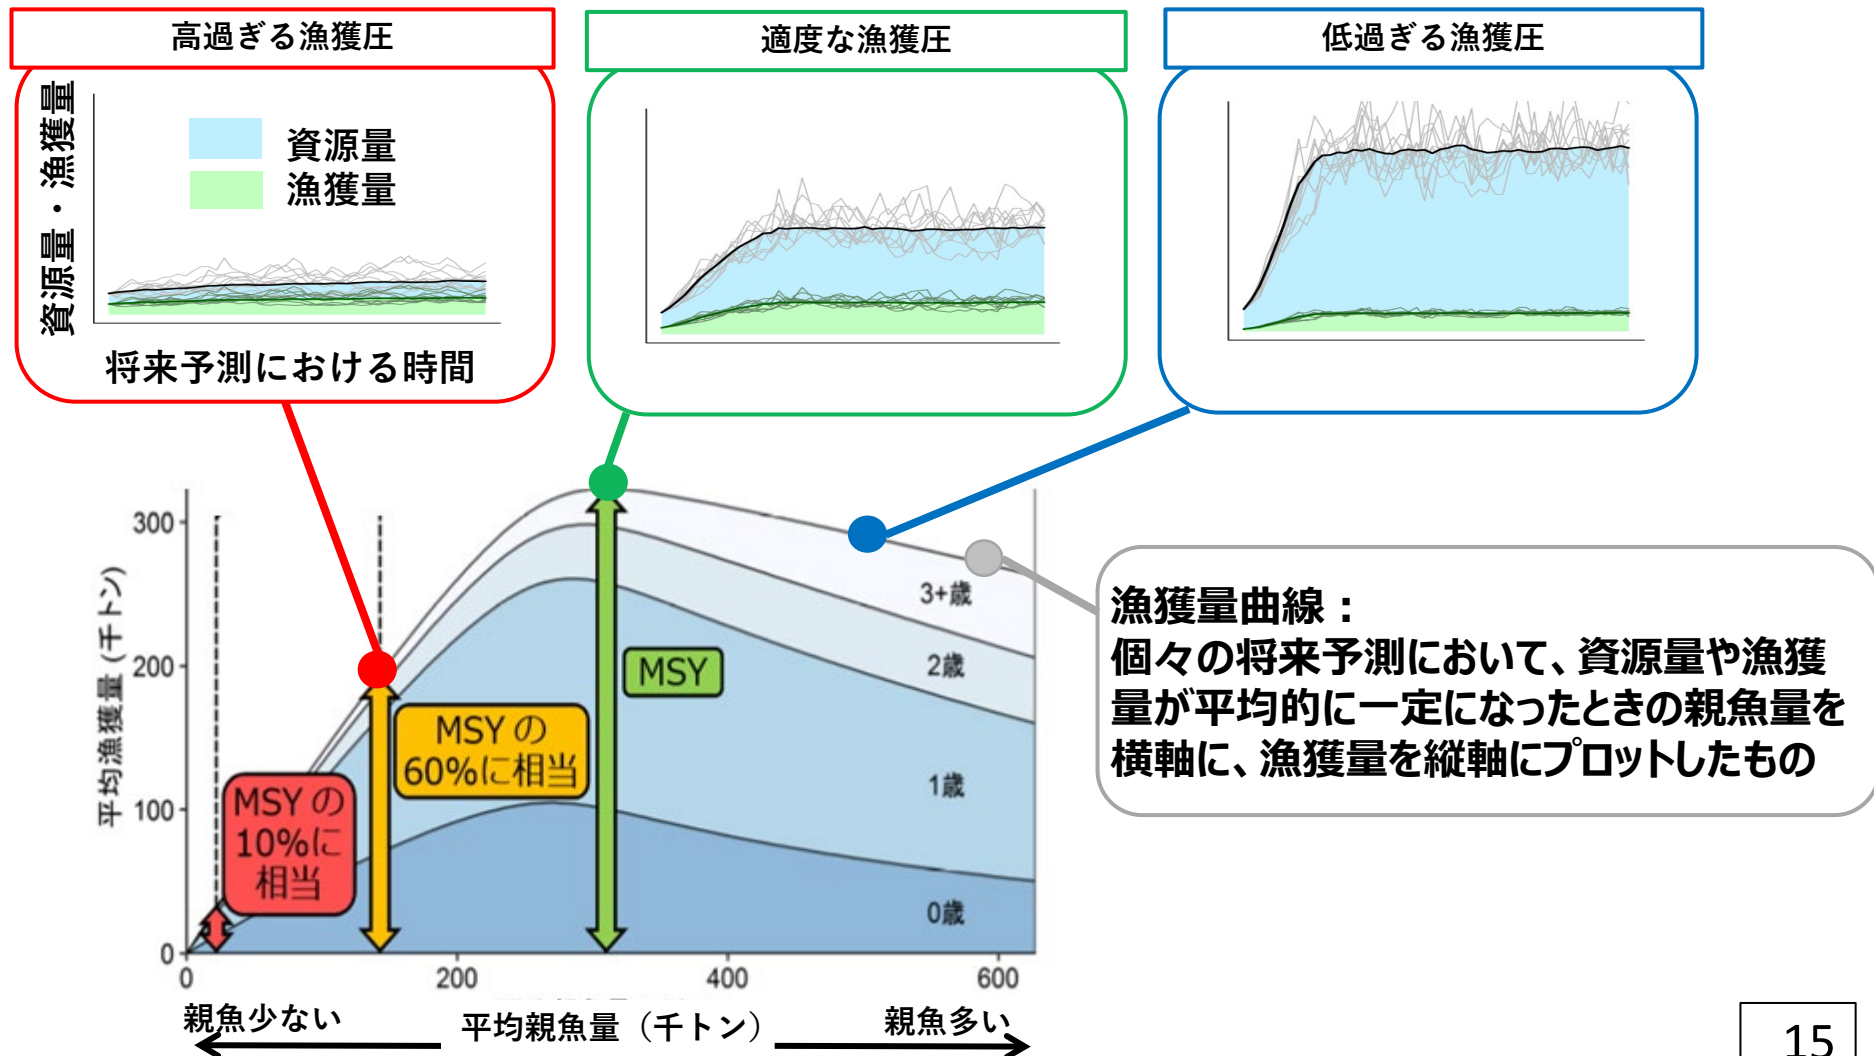 高過ぎる漁獲圧
適度な漁獲圧
低過ぎる漁獲圧
資源量・漁獲量
資源量
漁獲量
将来予測における時間
平均漁獲量 (千トン)
300
200
100
0
3+歳
2歳
1歳
0歳
MSY
MSY の
60%に相当
MSY の
10%に
相当
0
200
400
600
親魚少ない
平均親魚量（千トン）
親魚多い
漁獲量曲線：
個々の将来予測において、資源量や漁獲
量が平均的に一定になったときの親魚量を
横軸に、漁獲量を縦軸にプロットしたもの
15